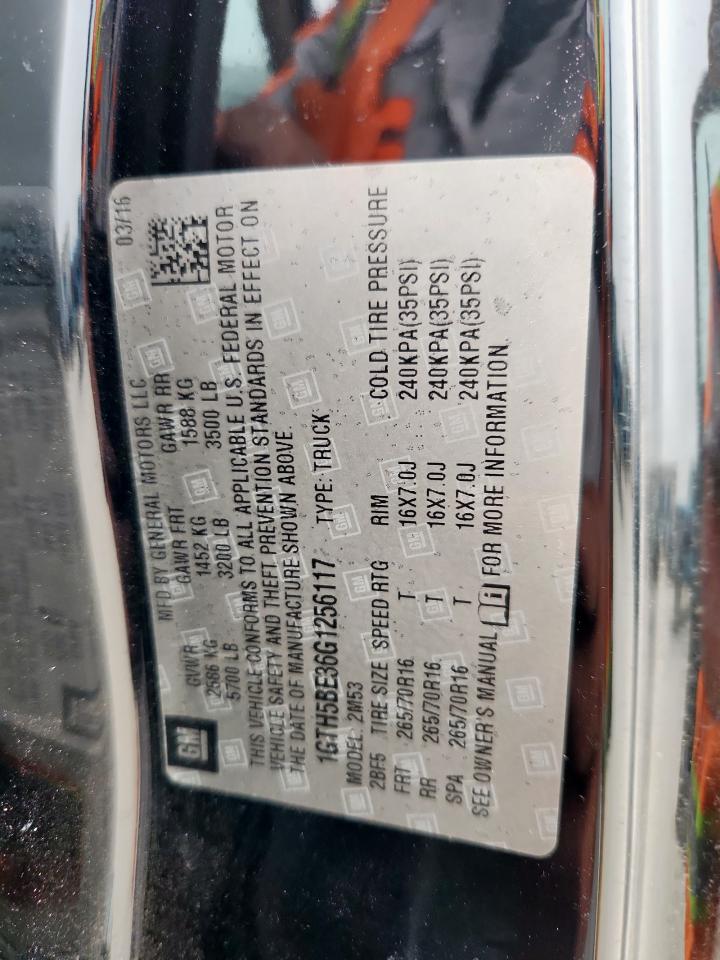 GM
MFD BY GENERAL MOTORS LLC 03/16
GVWR GAWR FRT GAWR RR
2586 KG 1452 KG 1588 KG
5700 LB 3200 LB 3500 LB
THIS VEHICLE CONFORMS TO ALL APPLICABLE U.S. FEDERAL MOTOR
VEHICLE SAFETY AND THEFT PREVENTION STANDARDS IN EFFECT ON
THE DATE OF MANUFACTURE SHOWN ABOVE.
1GTH5BE36G1256117 TYPE: TRUCK
MODEL: 2M53
2BF5 TIRE SIZE SPEED RTG RIM COLD TIRE PRESSURE
FRT 265/70R16 T 16X7.0J 240KPA(35PSI)
RR 265/70R16 T 16X7.0J 240KPA(35PSI)
SPA 265/70R16 T 16X7.0J 240KPA(35PSI)
SEE OWNER'S MANUAL FOR MORE INFORMATION.